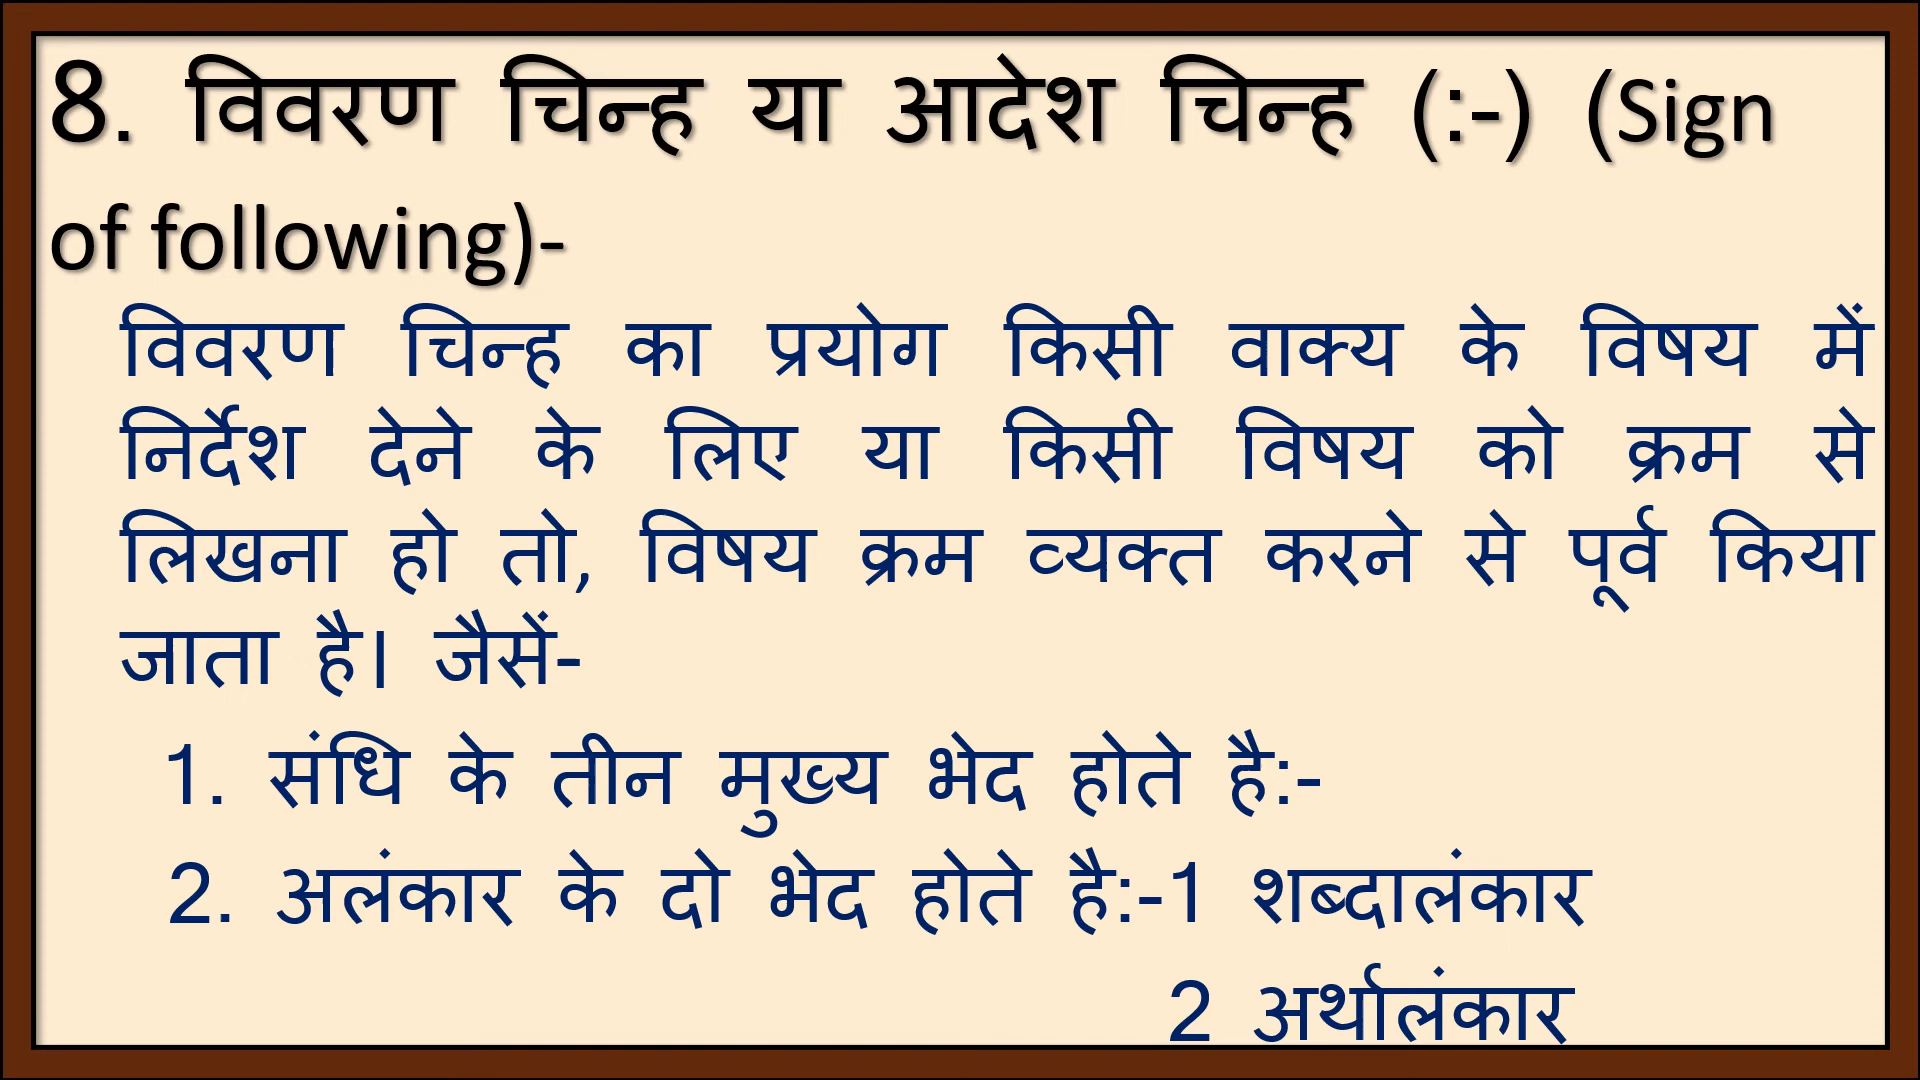 8. विवरण चिन्ह या आदेश चिन्ह (:-) (Sign
of following)-
विवरण चिन्ह का प्रयोग किसी वाक्य के विषय में
निर्देश देने के लिए या किसी विषय को क्रम से
लिखना हो तो, विषय क्रम व्यक्त करने से पूर्व किया
जाता है। जैसें-
1. संधि के तीन मुख्य भेद होते है:-
2. अलंकार के दो भेद होते है:-1 शब्दालंकार
2 अर्थालंकार